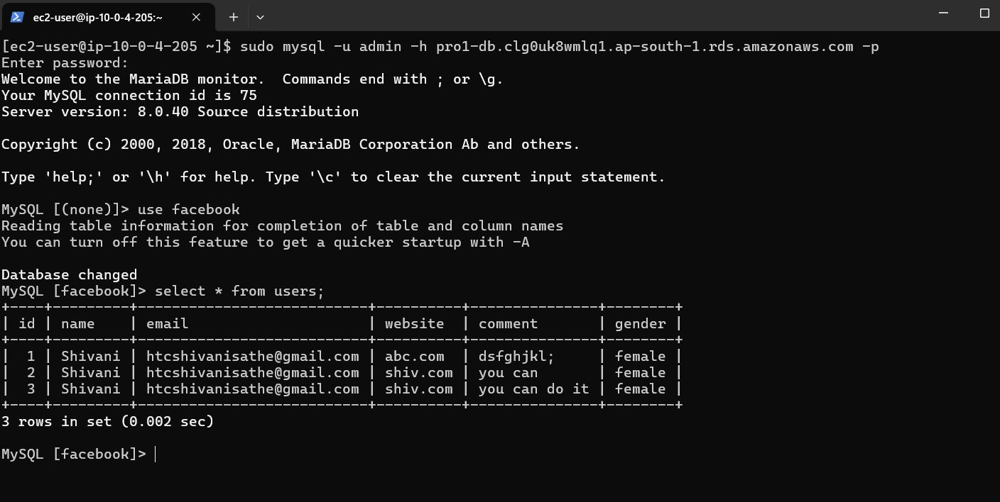 ec2-user@ip-10-0-4-205:~
[ec2-user@ip-10-0-4-205 ~]$ sudo mysql -u admin -h pro1-db.clg0uk8wmlq1.ap-south-1.rds.amazonaws.com -p
Enter password:
Welcome to the MariaDB monitor.  Commands end with ; or \g.
Your MySQL connection id is 75
Server version: 8.0.40 Source distribution
Copyright (c) 2000, 2018, Oracle, MariaDB Corporation Ab and others.
Type 'help;' or '\h' for help. Type '\c' to clear the current input statement.
MySQL [(none)]> use facebook
Reading table information for completion of table and column names
You can turn off this feature to get a quicker startup with -A
Database changed
MySQL [facebook]> select * from users;
+----+---------+---------------------------+----------+---------------+--------+
| id | name    | email                     | website  | comment       | gender |
+----+---------+---------------------------+----------+---------------+--------+
|  1 | Shivani | htcshivanisathe@gmail.com | abc.com  | dsfghjkl;     | female |
|  2 | Shivani | htcshivanisathe@gmail.com | shiv.com | you can       | female |
|  3 | Shivani | htcshivanisathe@gmail.com | shiv.com | you can do it | female |
+----+---------+---------------------------+----------+---------------+--------+
3 rows in set (0.002 sec)
MySQL [facebook]>